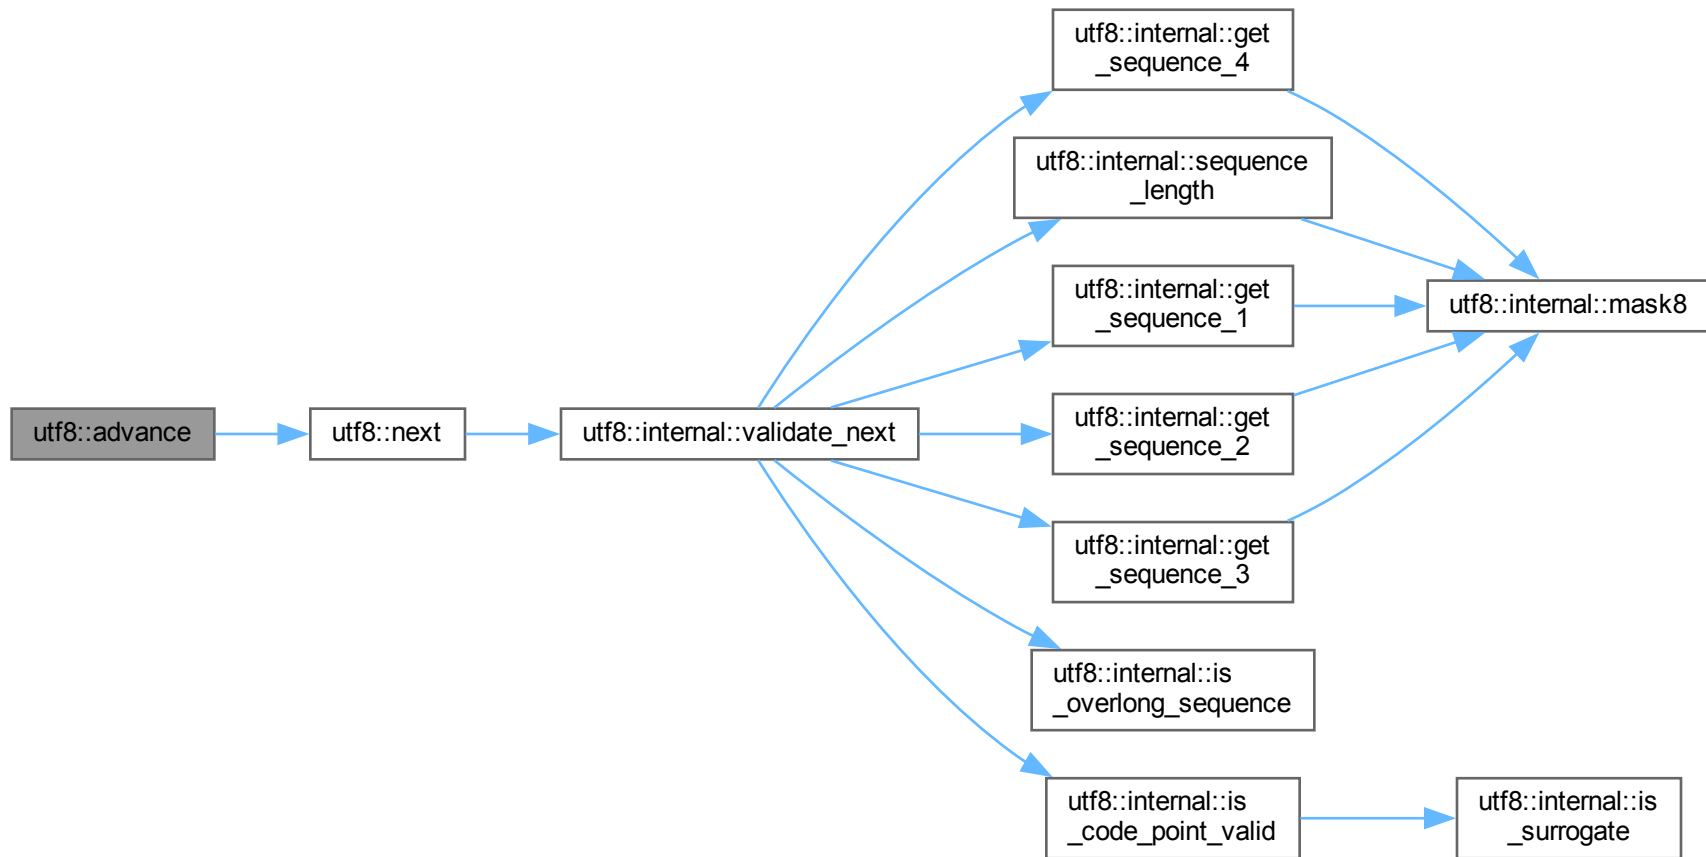 utf8::internal::get
_sequence_4
utf8::internal::sequence
_length
utf8::internal::get
_sequence_1
utf8::internal::mask8
utf8::advance
utf8::next
utf8::internal::validate_next
utf8::internal::get
_sequence_2
utf8::internal::get
_sequence_3
utf8::internal::is
_overlong_sequence
utf8::internal::is
_code_point_valid
utf8::internal::is
_surrogate